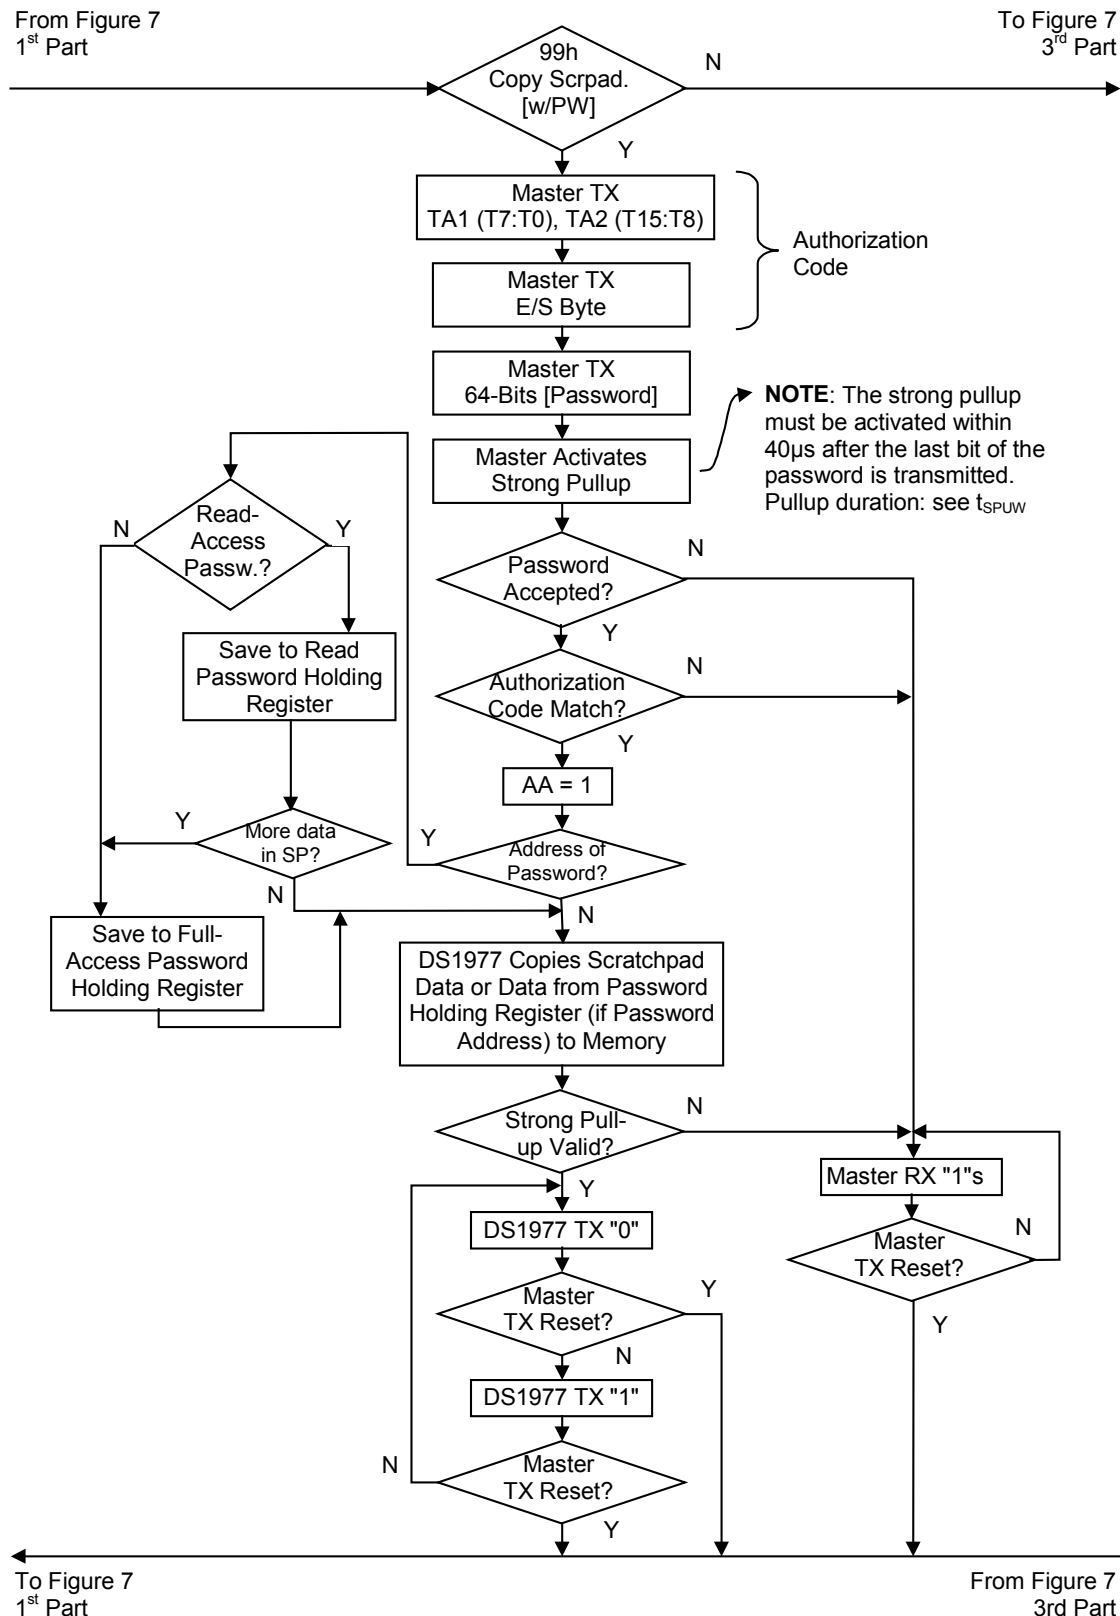 From Figure 7
1st Part
To Figure 7
3rd Part
99h
Copy Scrpad.
[w/PW]
N
Y
Master TX
TA1 (T7:T0), TA2 (T15:T8)
Authorization
Code
Master TX
E/S Byte
Master TX
64-Bits [Password]
NOTE: The strong pullup
must be activated within
40µs after the last bit of the
password is transmitted.
Pullup duration: see tSPUW
Master Activates
Strong Pullup
Read-
Access
Passw.?
N
Y
Password
Accepted?
N
Y
Save to Read
Password Holding
Register
Authorization
Code Match?
N
Y
AA = 1
More data
in SP?
Y
N
Address of
Password?
Y
N
Save to Full-
Access Password
Holding Register
DS1977 Copies Scratchpad
Data or Data from Password
Holding Register (if Password
Address) to Memory
Strong Pull-
up Valid?
N
Y
Master RX "1"s
DS1977 TX "0"
Master
TX Reset?
N
Y
Master
TX Reset?
Y
N
DS1977 TX "1"
Master
TX Reset?
N
Y
To Figure 7
1st Part
From Figure 7
3rd Part